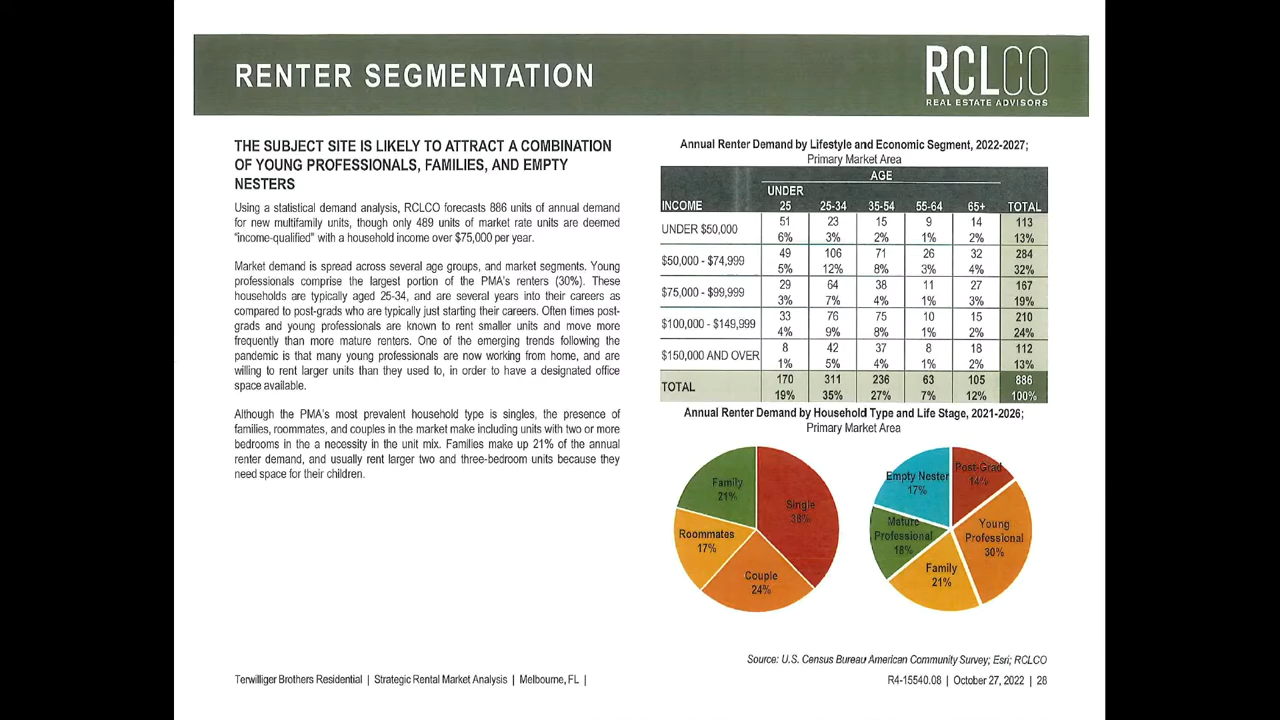 RENTER SEGMENTATION
RCLCO
REAL ESTATE ADVISORS
THE SUBJECT SITE IS LIKELY TO ATTRACT A COMBINATION
OF YOUNG PROFESSIONALS, FAMILIES, AND EMPTY
NESTERS
Using a statistical demand analysis, RCLCO forecasts 886 units of annual demand
for new multifamily units, though only 489 units of market rate units are deemed
“income-qualified” with a household income over $75,000 per year.
Market demand is spread across several age groups, and market segments. Young
professionals comprise the largest portion of the PMA's renters (30%). These
households are typically aged 25-34, and are several years into their careers as
compared to post-grads who are typically just starting their careers. Often times post-
grads and young professionals are known to rent smaller units and move more
frequently than more mature renters. One of the emerging trends following the
pandemic is that many young professionals are now working from home, and are
willing to rent larger units than they used to, in order to have a designated office
space available.
Although the PMA's most prevalent household type is singles, the presence of
families, roommates, and couples in the market make including units with two or more
bedrooms in the a necessity in the unit mix. Families make up 21% of the annual
renter demand, and usually rent larger two and three-bedroom units because they
need space for their children.
Annual Renter Demand by Lifestyle and Economic Segment, 2022-2027;
Primary Market Area
AGE
UNDER
INCOME 25 25-34 35-54 55-64 65+ TOTAL
UNDER $50,000 51 23 15 9 14 113
6% 3% 2% 1% 2% 13%
$50,000 - $74,999 49 106 71 26 32 284
5% 12% 8% 3% 4% 32%
$75,000 - $99,999 29 64 38 11 27 167
3% 7% 4% 1% 3% 19%
$100,000 - $149,999 33 76 75 10 15 210
4% 9% 8% 1% 2% 24%
$150,000 AND OVER 8 42 37 8 18 112
1% 5% 4% 1% 2% 13%
TOTAL 170 311 236 63 105 886
19% 35% 27% 7% 12% 100%
Annual Renter Demand by Household Type and Life Stage, 2021-2026;
Primary Market Area
Family
21%
Single
38%
Roommates
17%
Couple
24%
Empty Nester
17%
Post-Grad
14%
Mature
Professional
18%
Young
Professional
30%
Family
21%
Source: U.S. Census Bureau American Community Survey; Esri; RCLCO
Terwilliger Brothers Residential | Strategic Rental Market Analysis | Melbourne, FL |
R4-15540.08 | October 27, 2022 | 28